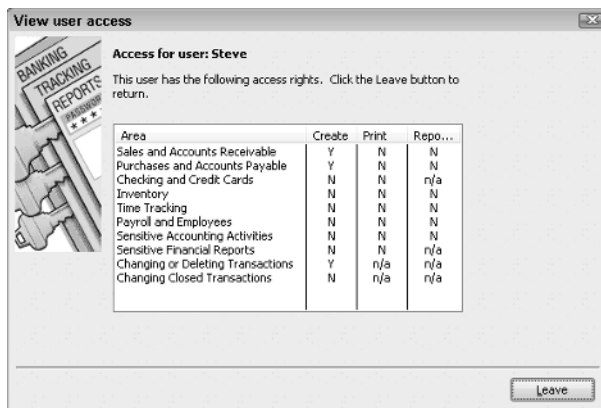 View user access
BANKING
TRACKING
REPORTS
PASSWOR
****
Access for user: Steve
This user has the following access rights. Click the Leave button to
return.
Area Create Print Repo...
Sales and Accounts Receivable Y N N
Purchases and Accounts Payable Y N N
Checking and Credit Cards N N n/a
Inventory N N N
Time Tracking N N N
Payroll and Employees N N N
Sensitive Accounting Activities N N N
Sensitive Financial Reports N N n/a
Changing or Deleting Transactions Y n/a n/a
Changing Closed Transactions N n/a n/a
Leave